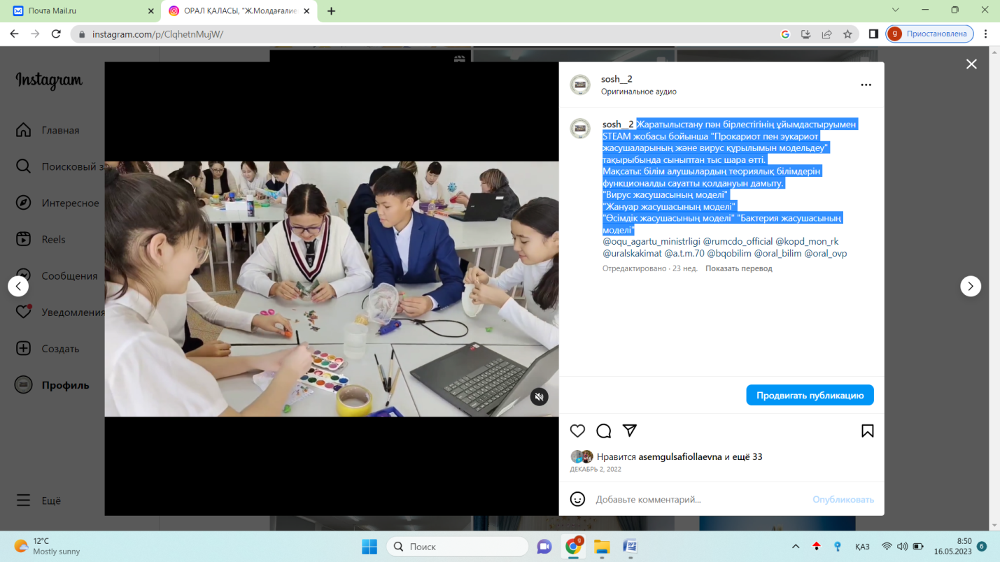 Почта Mail.ru
ОРАЛ ҚАЛАСЫ, "Ж.Молдағалие
instagram.com/p/ClqhetnMujW/
g Приостановлена
Instagram
Главная
Поисковый з
Интересное
Reels
Сообщения
Уведомления
Создать
Профиль
Ещё
sosh__2
Оригинальное аудио
sosh__2 Жаратылыстану пән бірлестігінің ұйымдастыруымен
STEAM жобасы бойынша "Прокариот пен эукариот
жасушаларының және вирус құрылымын модельдеу"
тақырыбында сыныптан тыс шара өтті.
Мақсаты: білім алушылардың теориялық білімдерін
функционалды сауатты қолдануын дамыту.
"Вирус жасушасының моделі"
"Жануар жасушасының моделі"
"Өсімдік жасушасының моделі" "Бактерия жасушасының
моделі"
@oqu_agartu_ministrligi @rumcdo_official @kopd_mon_rk
@uralskakimat @a.t.m.70 @bqobilim @oral_bilim @oral_ovp
Отредактировано · 23 нед. Показать перевод
Продвигать публикацию
Нравится asemgulsafiollaevna и ещё 33
ДЕКАБРЬ 2, 2022
Добавьте комментарий...
Опубликовать
12°C
Mostly sunny
Поиск
9
ҚАЗ
8:50
16.05.2023
6